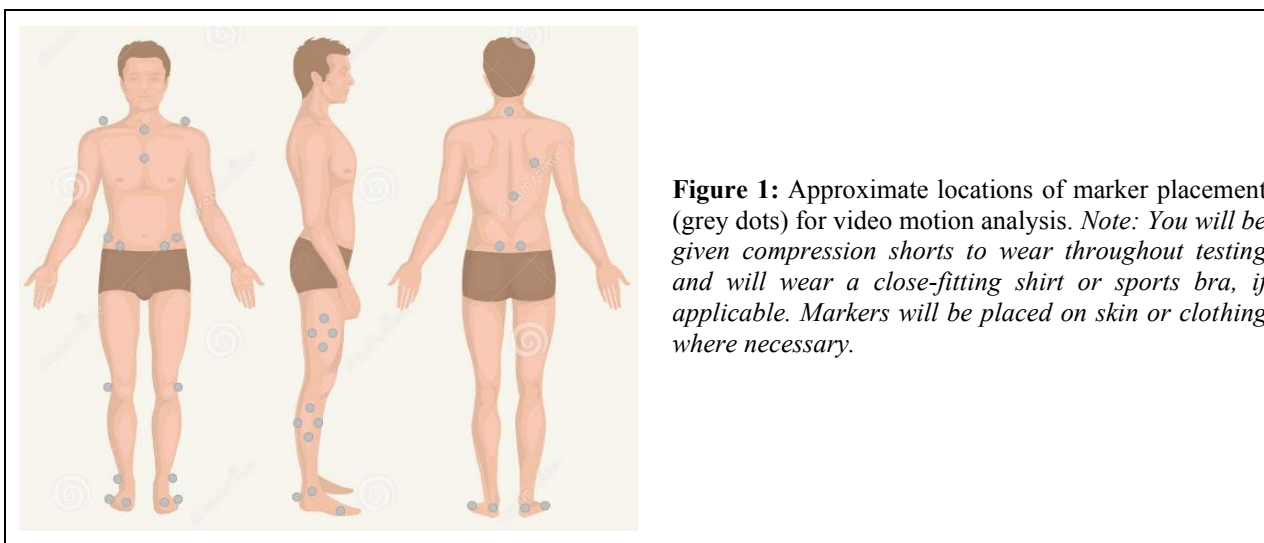 Figure 1: Approximate locations of marker placement
(grey dots) for video motion analysis. Note: You will be
given compression shorts to wear throughout testing
and will wear a close-fitting shirt or sports bra, if
applicable. Markers will be placed on skin or clothing
where necessary.